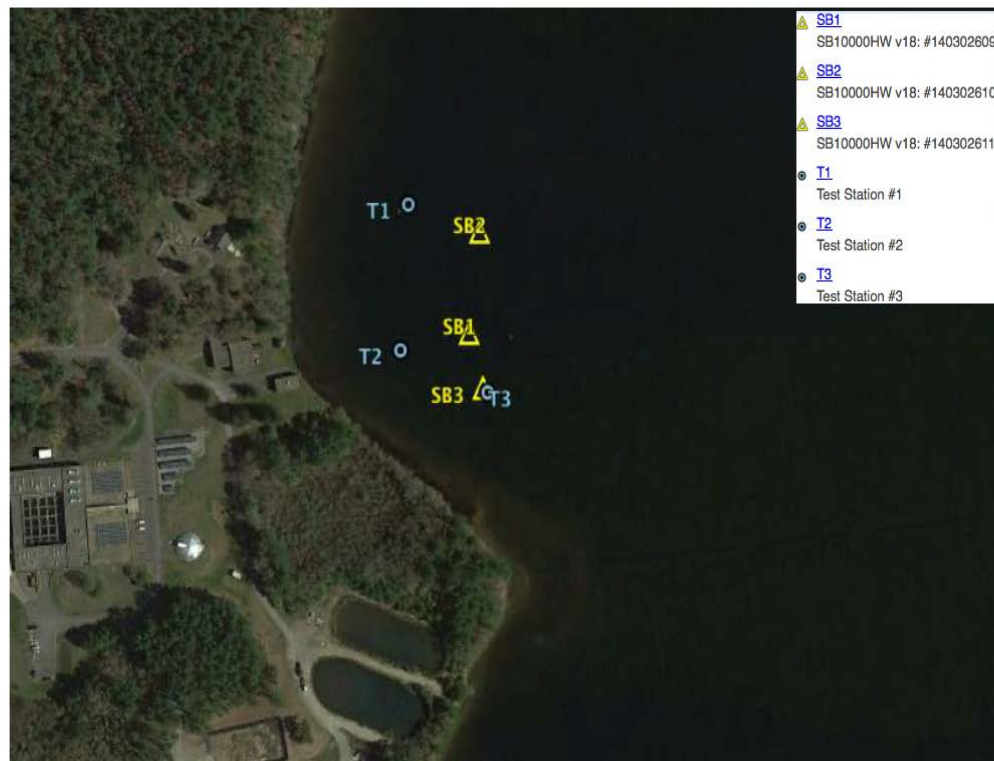 SB1
SB10000HW v18: #140302609
SB2
SB10000HW v18: #140302610
SB3
SB10000HW v18: #140302611
T1
Test Station #1
T2
Test Station #2
T3
Test Station #3
T1
SB2
SB1
T2
SB3
T3